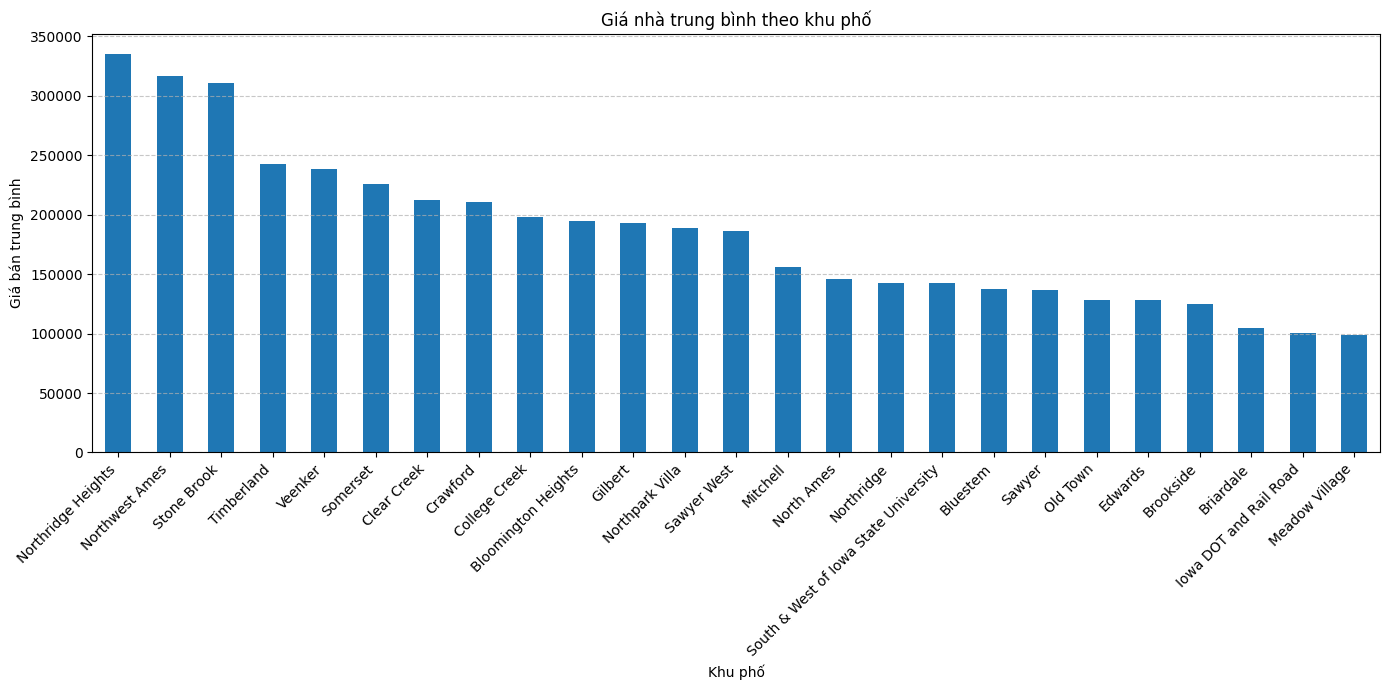 Giá nhà trung bình theo khu phố
350000
300000
250000
200000
150000
100000
50000
0
Giá bán trung bình
Northridge Heights
Northwest Ames
Stone Brook
Timberland
Veenker
Somerset
Clear Creek
Crawford
College Creek
Bloomington Heights
Gilbert
Northpark Villa
Sawyer West
Mitchell
North Ames
Northridge
South & West of Iowa State University
Bluestem
Sawyer
Old Town
Edwards
Brookside
Briardale
Iowa DOT and Rail Road
Meadow Village
Khu phố